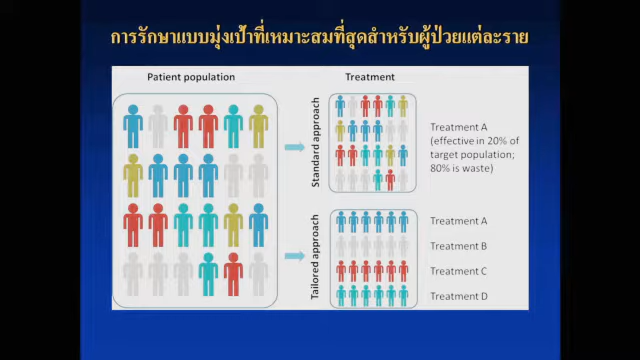 การรักษาแบบมุ่งเป้าที่เหมาะสมที่สุดสำหรับผู้ป่วยแต่ละราย
Patient population
Treatment
Standard approach
Treatment A
(effective in 20% of
target population;
80% is waste)
Tailored approach
Treatment A
Treatment B
Treatment C
Treatment D